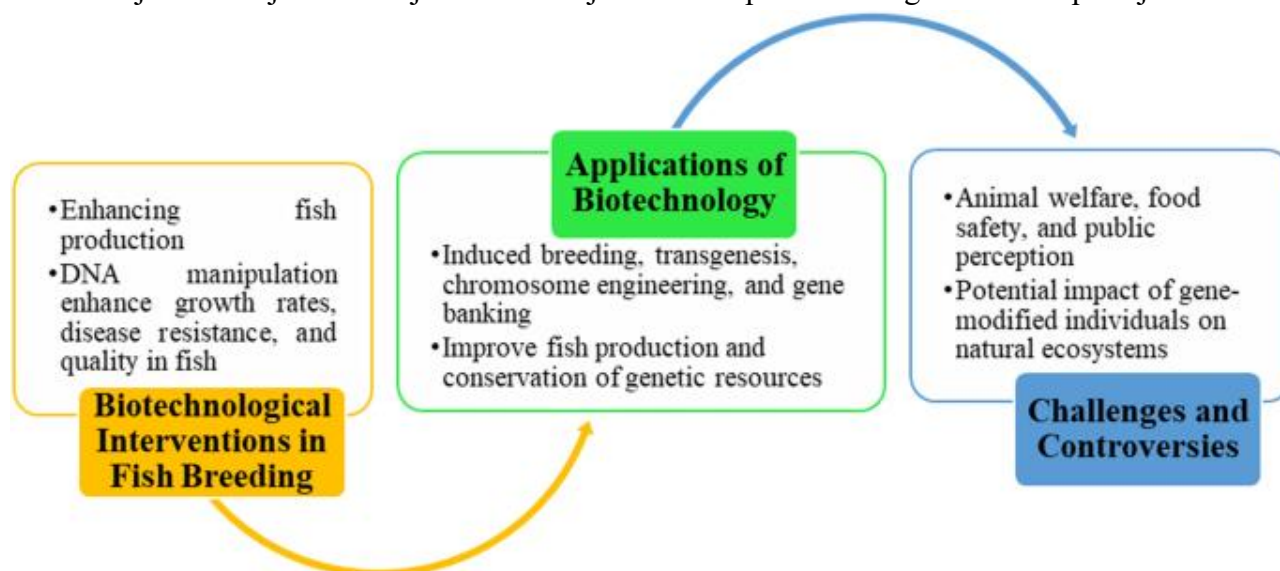 •Enhancing fish
production
•DNA manipulation
enhance growth rates,
disease resistance, and
quality in fish
Biotechnological
Interventions in
Fish Breeding
Applications of
Biotechnology
•Induced breeding, transgenesis,
chromosome engineering, and gene
banking
•Improve fish production and
conservation of genetic resources
•Animal welfare, food
safety, and public
perception
•Potential impact of gene-
modified individuals on
natural ecosystems
Challenges and
Controversies